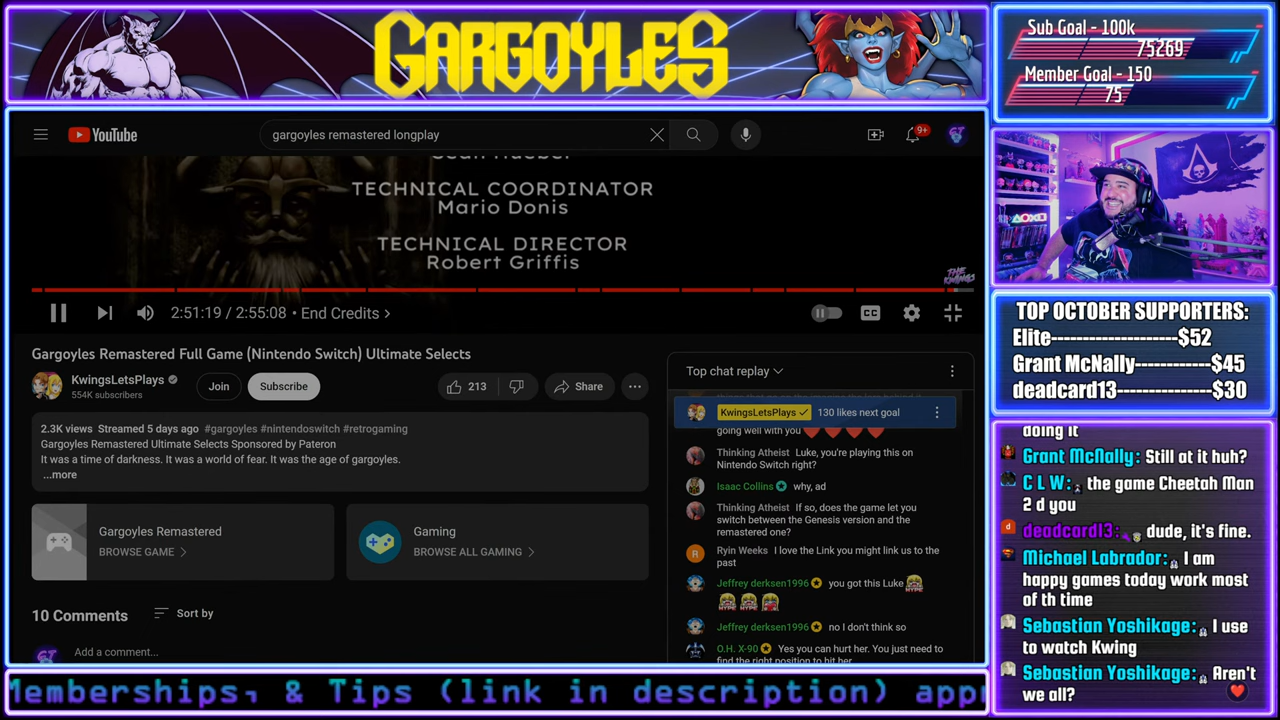 GARGOYLES
Sub Goal - 100k
75269
Member Goal - 150
75
YouTube
gargoyles remastered longplay
9+
GT
TECHNICAL COORDINATOR
Mario Donis
TECHNICAL DIRECTOR
Robert Griffis
THE KWINGS
2:51:19 / 2:55:08 • End Credits >
CC
Gargoyles Remastered Full Game (Nintendo Switch) Ultimate Selects
KwingsLetsPlays
554K subscribers
Join
Subscribe
213
Share
2.3K views Streamed 5 days ago #gargoyles #nintendoswitch #retrogaming
Gargoyles Remastered Ultimate Selects Sponsored by Pateron
It was a time of darkness. It was a world of fear. It was the age of gargoyles.
...more
Gargoyles Remastered
BROWSE GAME >
Gaming
BROWSE ALL GAMING >
10 Comments
Sort by
Add a comment...
Top chat replay
KwingsLetsPlays 130 likes next goal
going well with you
Thinking Atheist Luke, you're playing this on
Nintendo Switch right?
Isaac Collins why, ad
Thinking Atheist If so, does the game let you
switch between the Genesis version and the
remastered one?
R
Ryin Weeks I love the Link you might link us to the
past
Jeffrey derksen1996 you got this Luke
HYPE HYPE
Jeffrey derksen1996 no I don't think so
O.H. X-90 Yes you can hurt her. You just need to
find the right position to hit her
TOP OCTOBER SUPPORTERS:
Elite--------------------$52
Grant McNally-----------$45
deadcard13--------------$30
doing it
Grant McNally: Still at it huh?
C L W: the game Cheetah Man
2 d you
deadcard13: dude, it's fine.
Michael Labrador: I am
happy games today work most
of th time
Sebastian Yoshikage: I use
to watch Kwing
Sebastian Yoshikage: Aren't
we all?
Memberships, & Tips (link in description) app